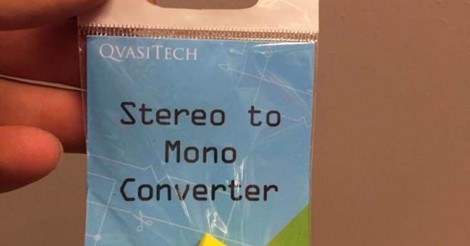 QVASITECH
Stereo to
Mono
Converter